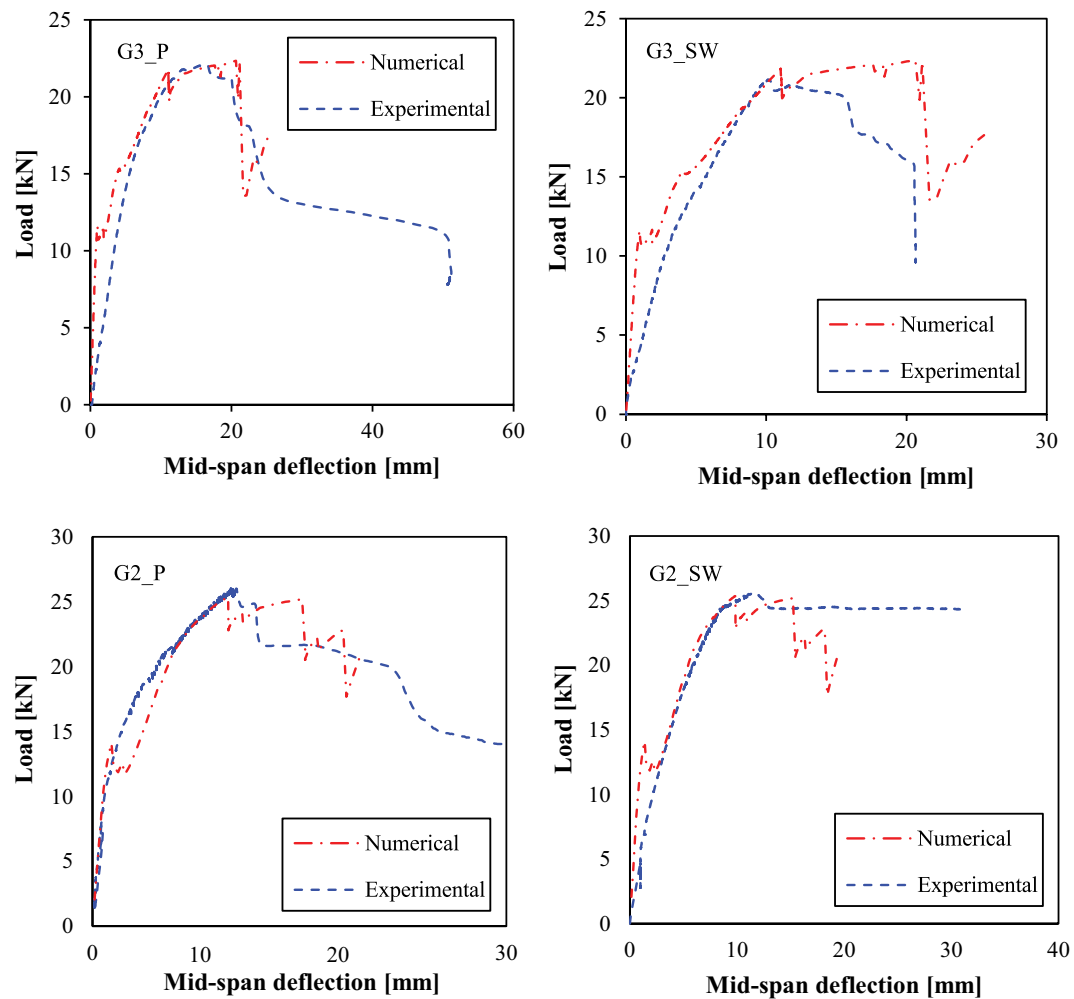 G3_P
Numerical
Experimental
Load [kN]
25
20
15
10
5
0
0 20 40 60
Mid-span deflection [mm]
G3_SW
Numerical
Experimental
Load [kN]
25
20
15
10
5
0
0 10 20 30
Mid-span deflection [mm]
G2_P
Numerical
Experimental
Load [kN]
30
25
20
15
10
5
0
0 10 20 30
Mid-span deflection [mm]
G2_SW
Numerical
Experimental
Load [kN]
30
25
20
15
10
5
0
0 10 20 30 40
Mid-span deflection [mm]